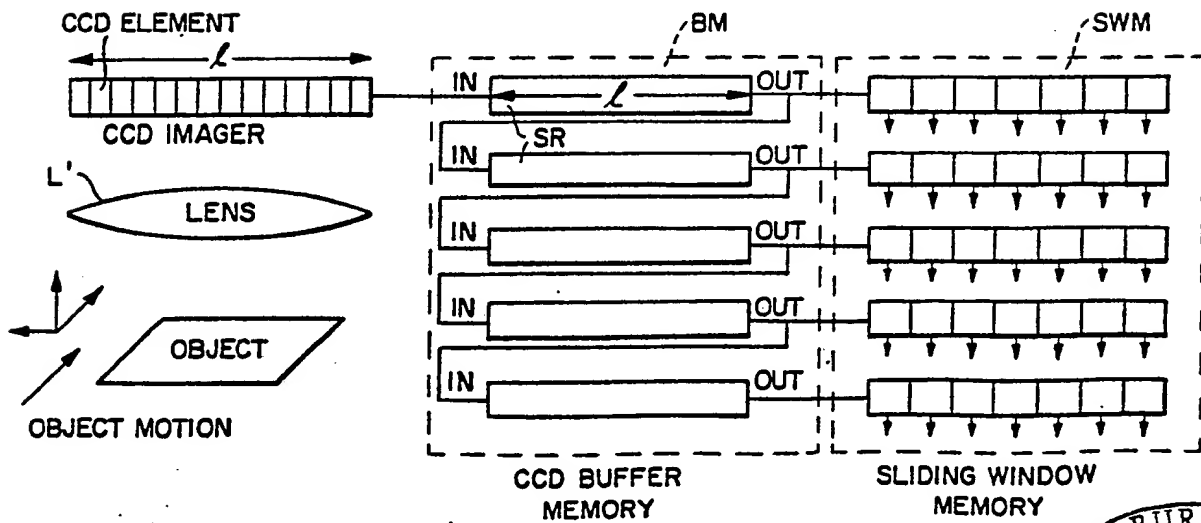 CCD ELEMENT
ℓ
CCD IMAGER
L'
LENS
OBJECT
OBJECT MOTION
BM
IN
ℓ
OUT
SR
IN
OUT
IN
OUT
IN
OUT
IN
OUT
CCD BUFFER
MEMORY
SWM
SLIDING WINDOW
MEMORY